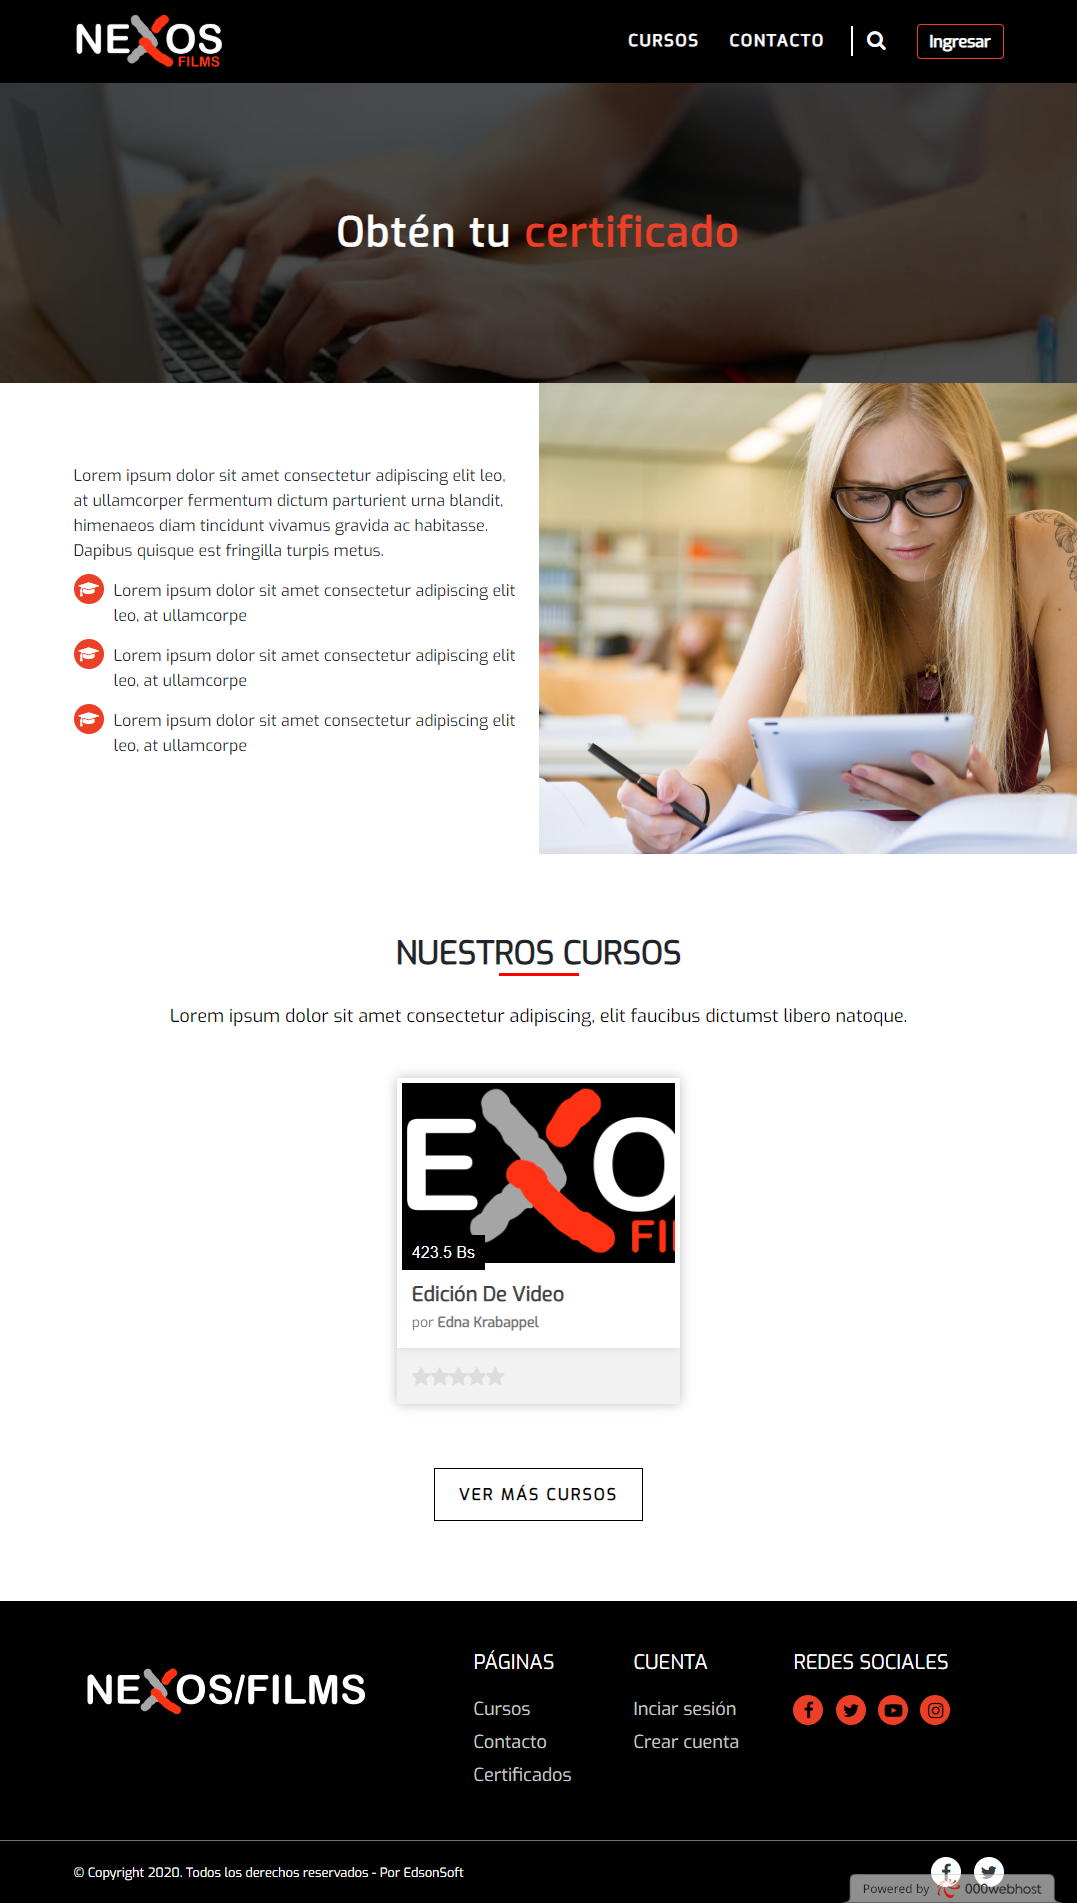 NEXOS
FILMS
CURSOS
CONTACTO
Ingresar
Obtén tu certificado
Lorem ipsum dolor sit amet consectetur adipiscing elit leo,
at ullamcorper fermentum dictum parturient urna blandit,
himenaeos diam tincidunt vivamus gravida ac habitasse.
Dapibus quisque est fringilla turpis metus.
Lorem ipsum dolor sit amet consectetur adipiscing elit
leo, at ullamcorpe
Lorem ipsum dolor sit amet consectetur adipiscing elit
leo, at ullamcorpe
Lorem ipsum dolor sit amet consectetur adipiscing elit
leo, at ullamcorpe
NUESTROS CURSOS
Lorem ipsum dolor sit amet consectetur adipiscing, elit faucibus dictumst libero natoque.
EXO
FI
423.5 Bs
Edición De Video
por Edna Krabappel
VER MÁS CURSOS
NEXOS/FILMS
PÁGINAS
Cursos
Contacto
Certificados
CUENTA
Inciar sesión
Crear cuenta
REDES SOCIALES
© Copyright 2020. Todos los derechos reservados - Por EdsonSoft
Powered by 000webhost